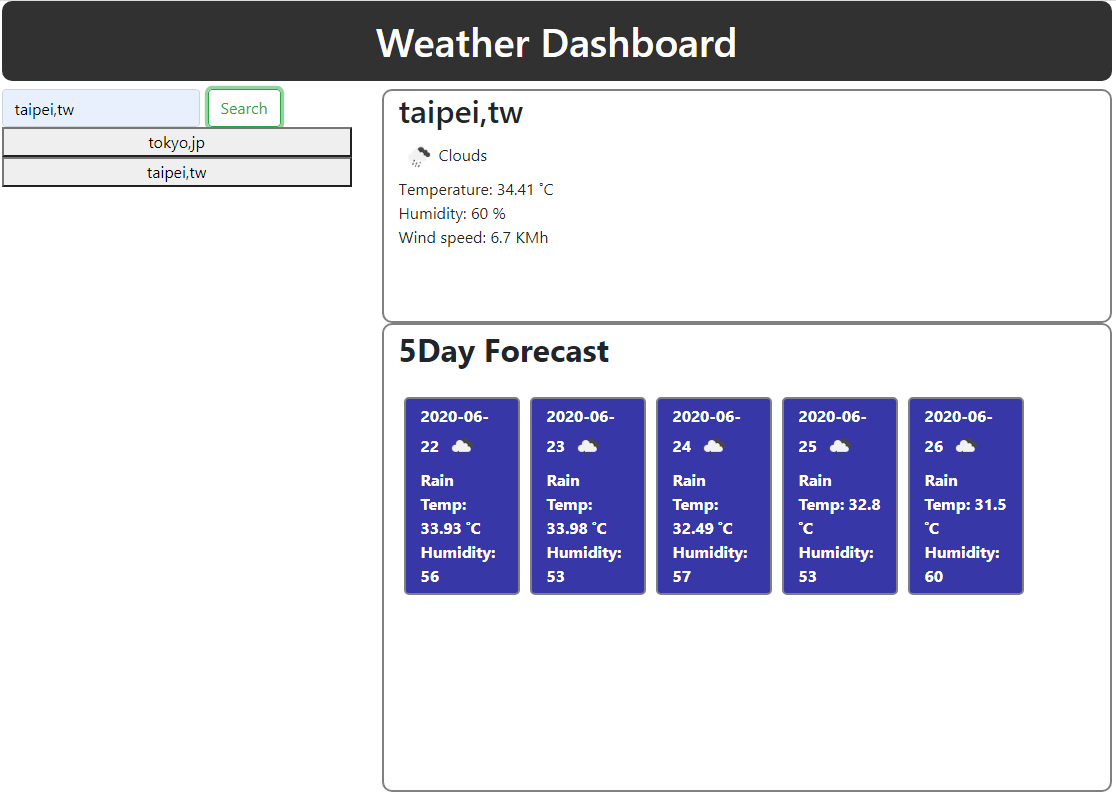 Weather Dashboard
taipei,tw
Search
tokyo,jp
taipei,tw
taipei,tw
Clouds
Temperature: 34.41 ˚C
Humidity: 60 %
Wind speed: 6.7 KMh
5Day Forecast
2020-06-
22
Rain
Temp:
33.93 ˚C
Humidity:
56
2020-06-
23
Rain
Temp:
33.98 ˚C
Humidity:
53
2020-06-
24
Rain
Temp:
32.49 ˚C
Humidity:
57
2020-06-
25
Rain
Temp: 32.8
˚C
Humidity:
53
2020-06-
26
Rain
Temp: 31.5
˚C
Humidity:
60